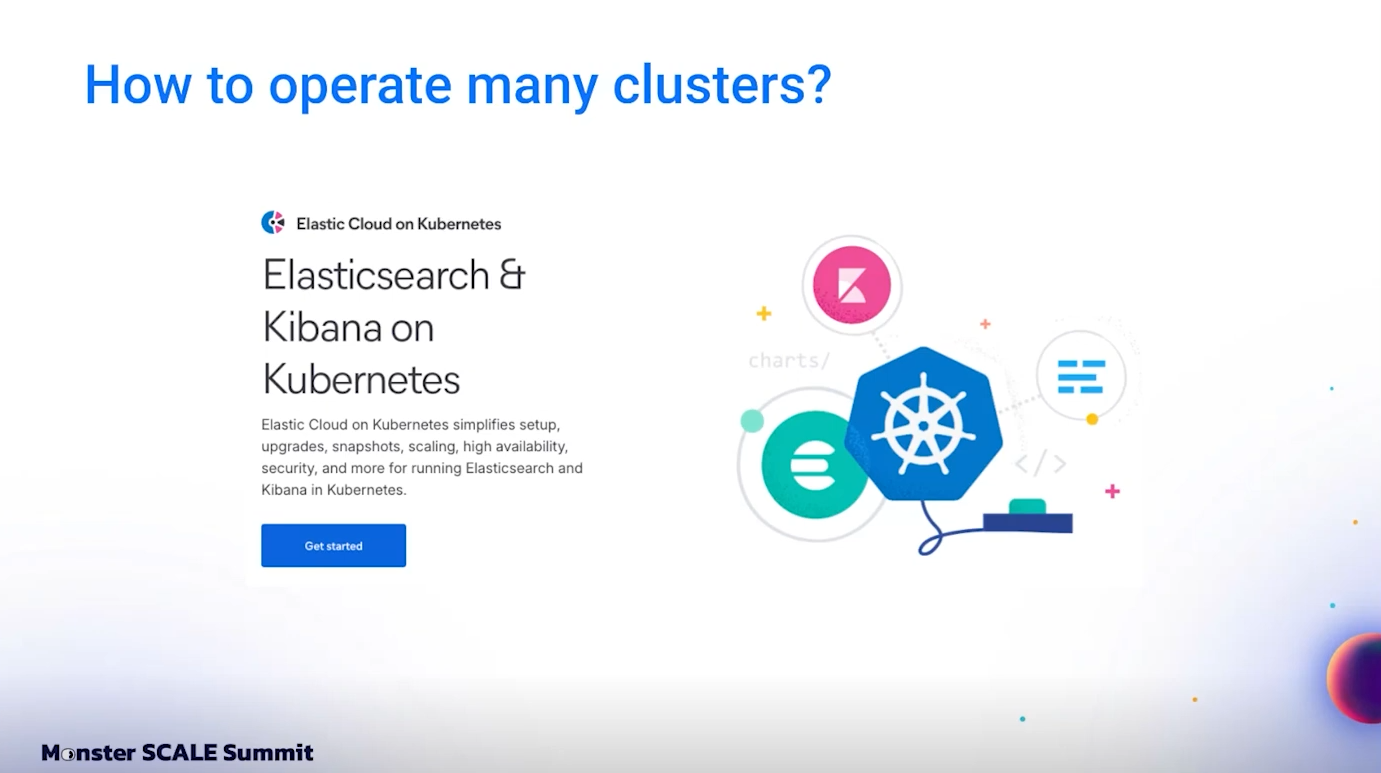 How to operate many clusters?
Elastic Cloud on Kubernetes
Elasticsearch &
Kibana on
Kubernetes
Elastic Cloud on Kubernetes simplifies setup,
upgrades, snapshots, scaling, high availability,
security, and more for running Elasticsearch and
Kibana in Kubernetes.
Get started
charts/
</>
Monster SCALE Summit